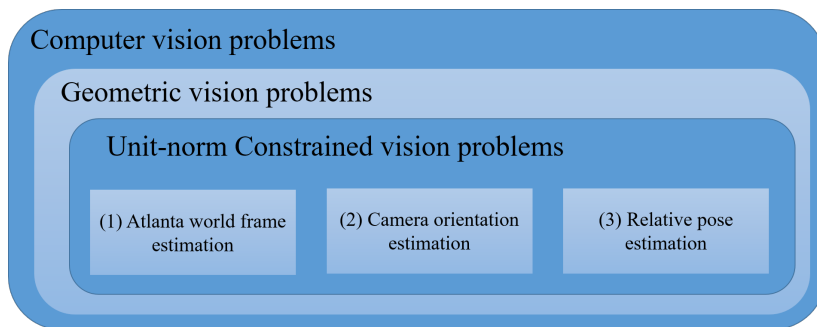 Computer vision problems
Geometric vision problems
Unit-norm Constrained vision problems
(1) Atlanta world frame
estimation
(2) Camera orientation
estimation
(3) Relative pose
estimation